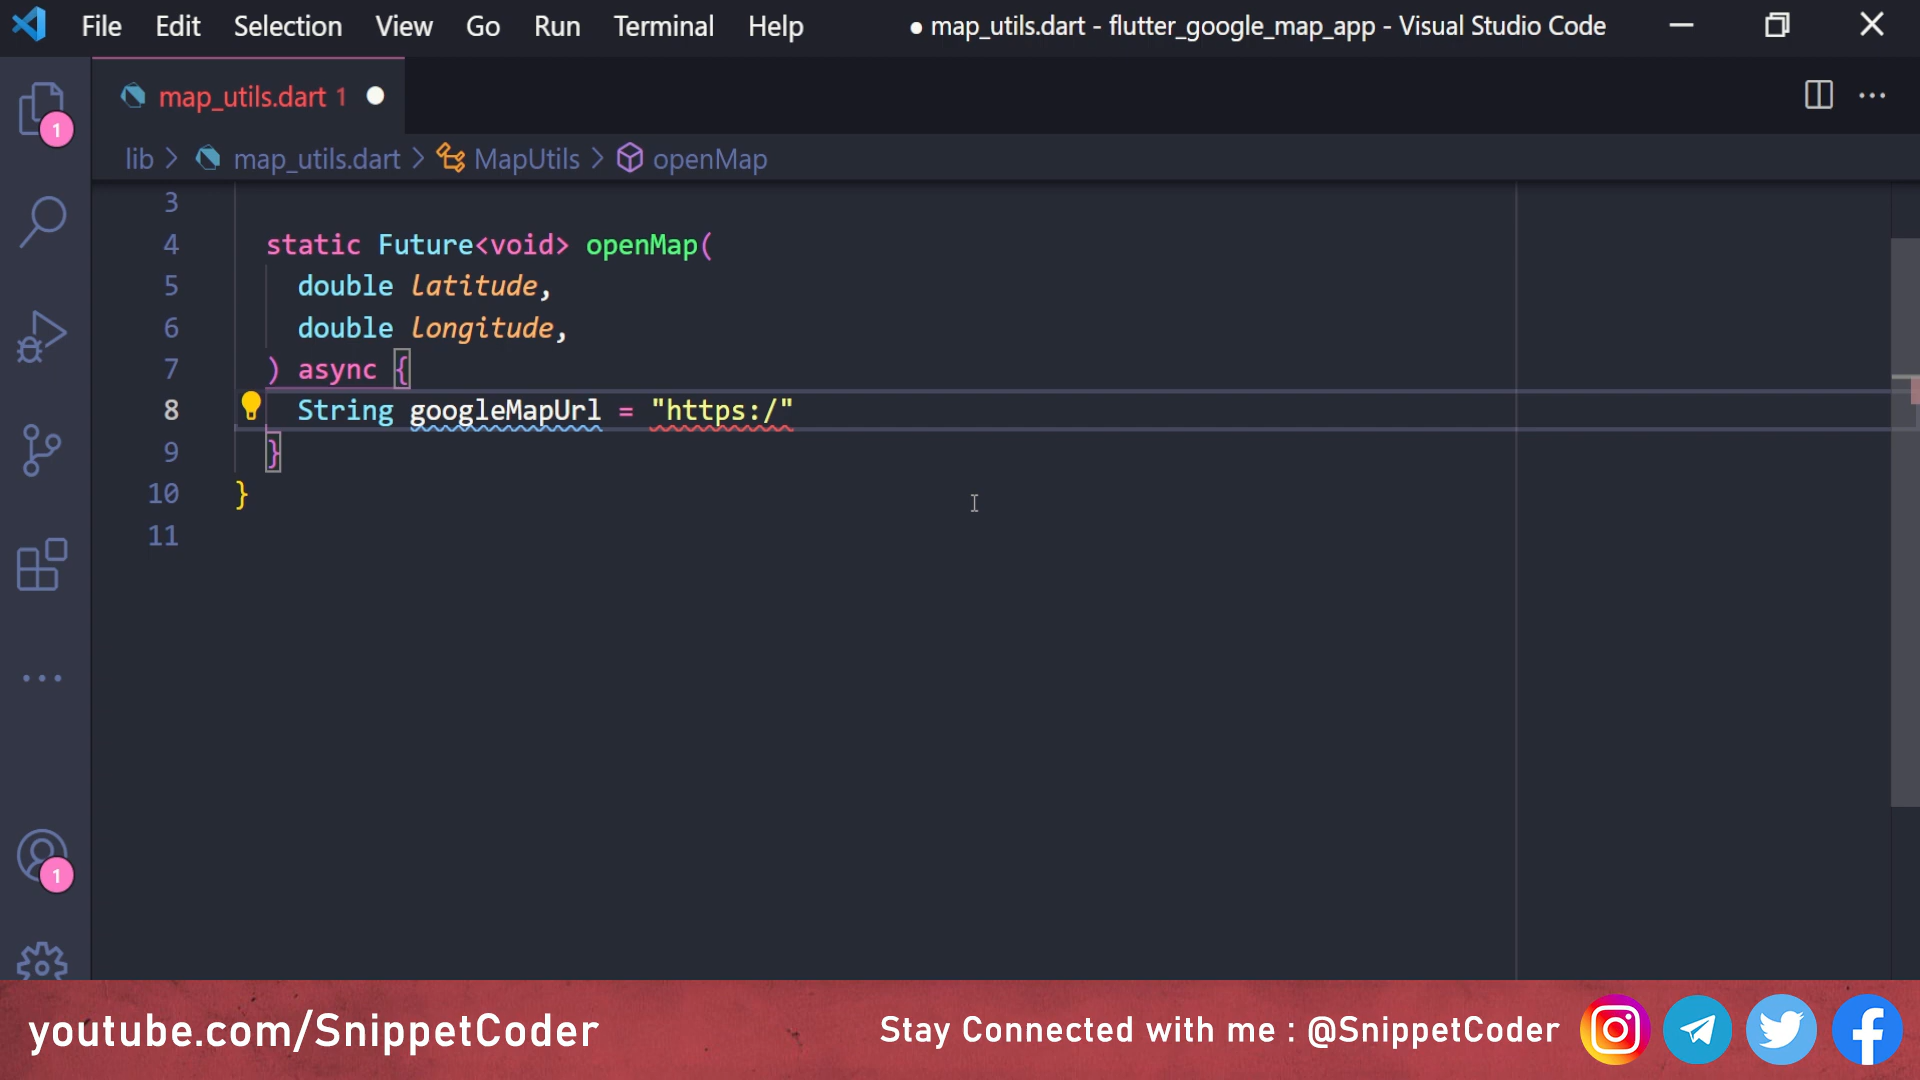 File Edit Selection View Go Run Terminal Help ● map_utils.dart - flutter_google_map_app - Visual Studio Code
map_utils.dart 1
1
lib > map_utils.dart > MapUtils > openMap
3
4 static Future<void> openMap(
5 double latitude,
6 double longitude,
7 ) async {
8 String googleMapUrl = "https:/"
9 }
10 }
11
1
youtube.com/SnippetCoder
Stay Connected with me : @SnippetCoder